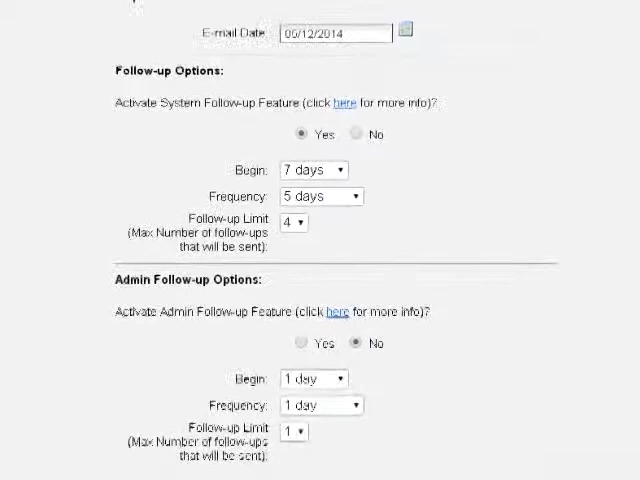 E-mail Date: 06/12/2014
Follow-up Options:
Activate System Follow-up Feature (click here for more info)?
Yes No
Begin: 7 days
Frequency: 5 days
Follow-up Limit
(Max Number of follow-ups
that will be sent): 4
Admin Follow-up Options:
Activate Admin Follow-up Feature (click here for more info)?
Yes No
Begin: 1 day
Frequency: 1 day
Follow-up Limit
(Max Number of follow-ups
that will be sent): 1